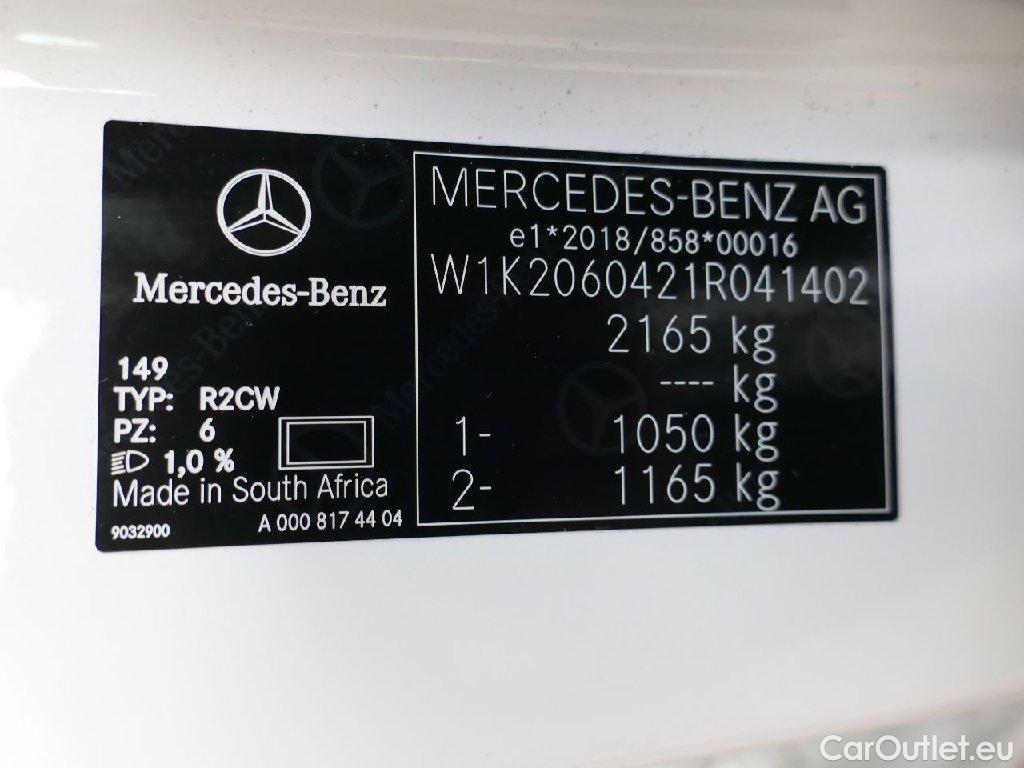 Mercedes-Benz
149
TYP: R2CW
PZ: 6
1,0 %
Made in South Africa
9032900 A 000 817 44 04
MERCEDES-BENZ AG
e1*2018/858*00016
W1K2060421R041402
2165 kg
---- kg
1- 1050 kg
2- 1165 kg
CarOutlet.eu